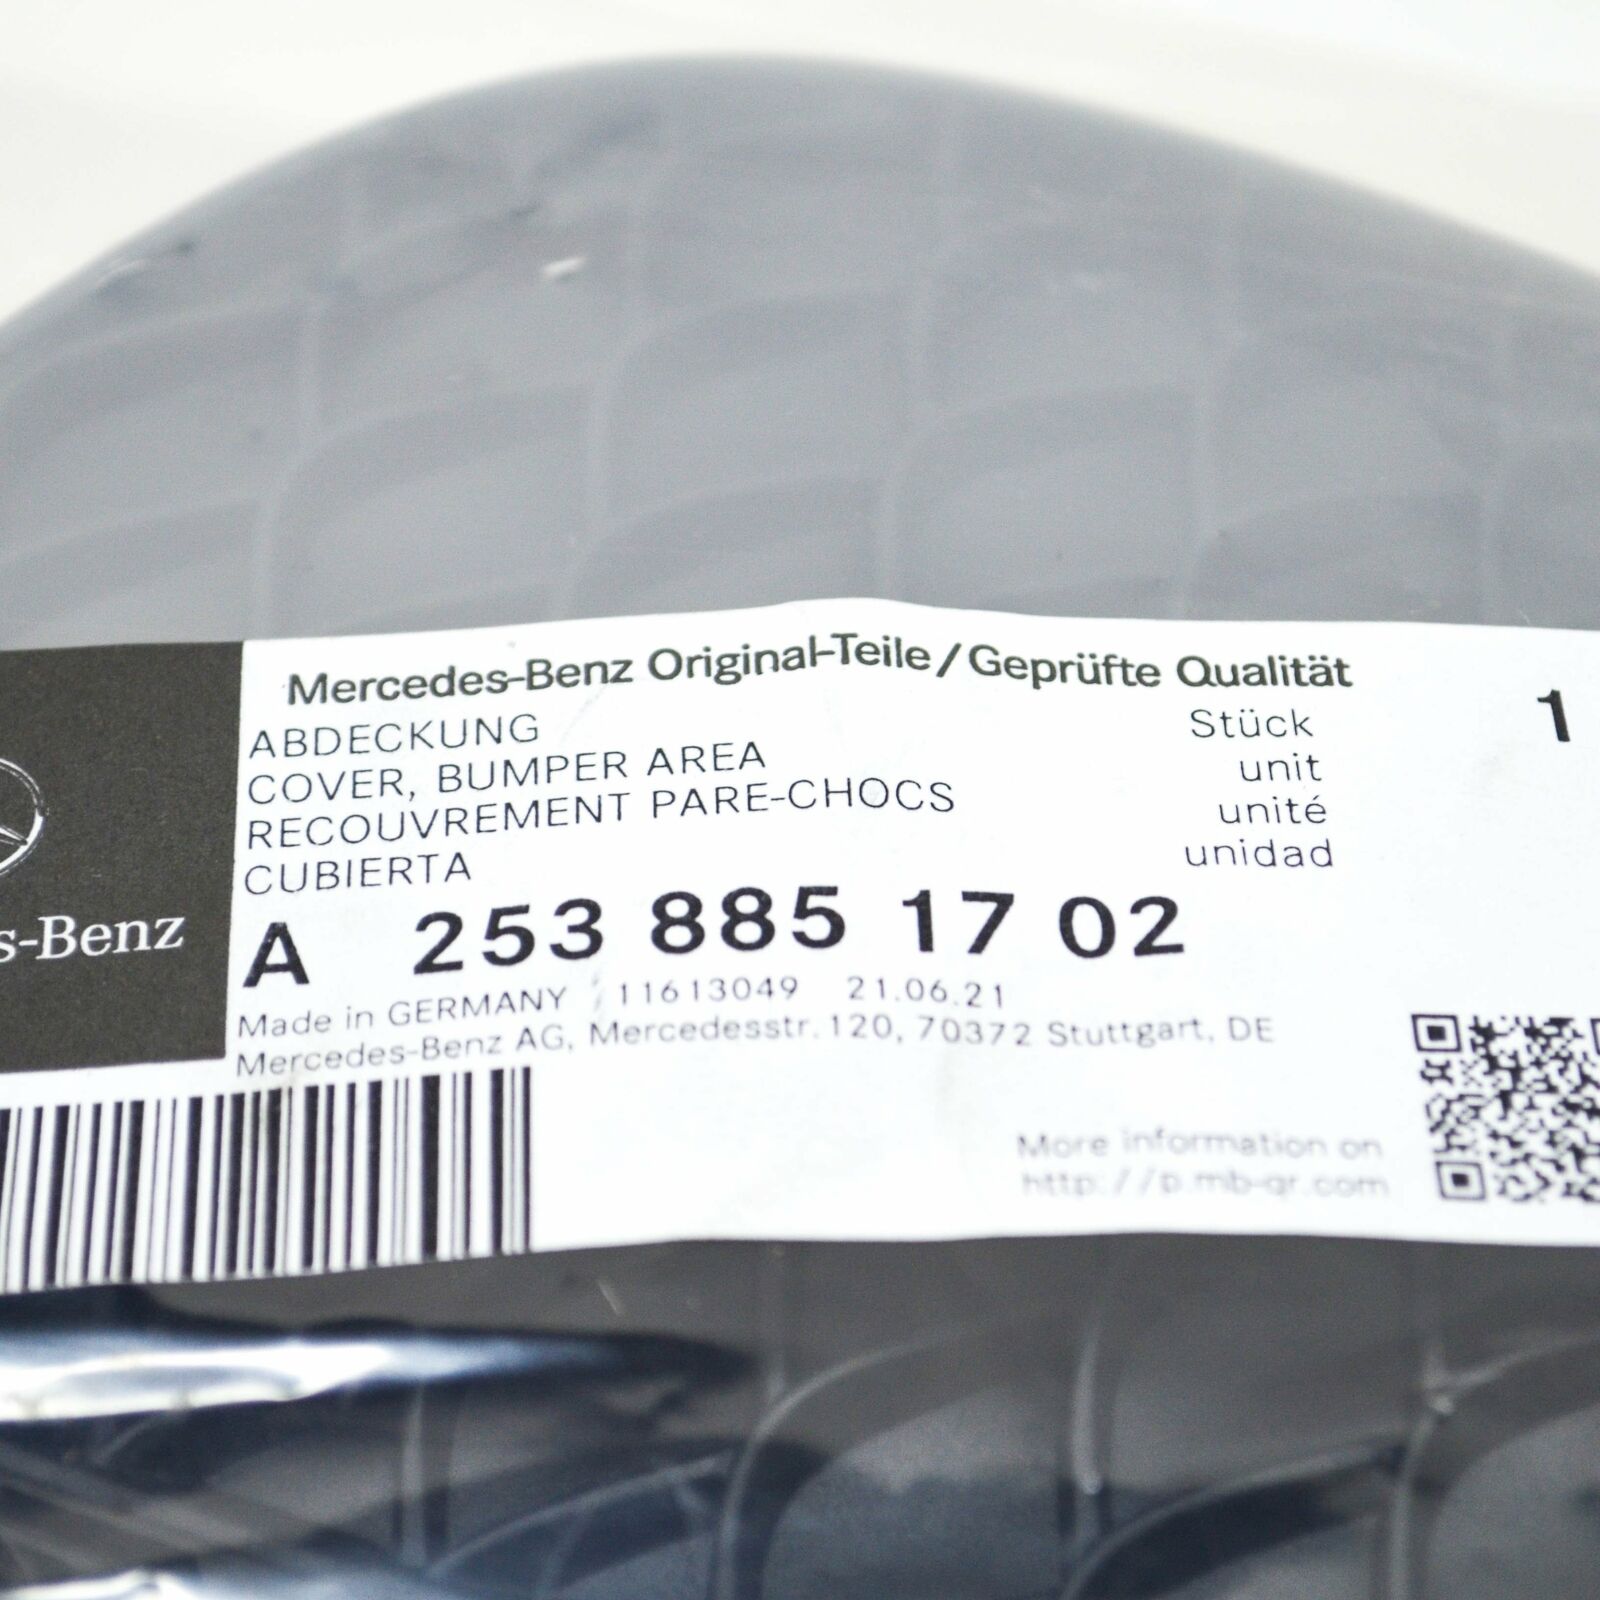 Mercedes-Benz Original-Teile/Geprüfte Qualität
ABDECKUNG
COVER, BUMPER AREA
RECOUVREMENT PARE-CHOCS
CUBIERTA
Stück
unit
unité
unidad
1
s-Benz
A 253 885 17 02
Made in GERMANY 11613049 21.06.21
Mercedes-Benz AG, Mercedesstr. 120, 70372 Stuttgart, DE
More information on
http://p.mb-qr.com